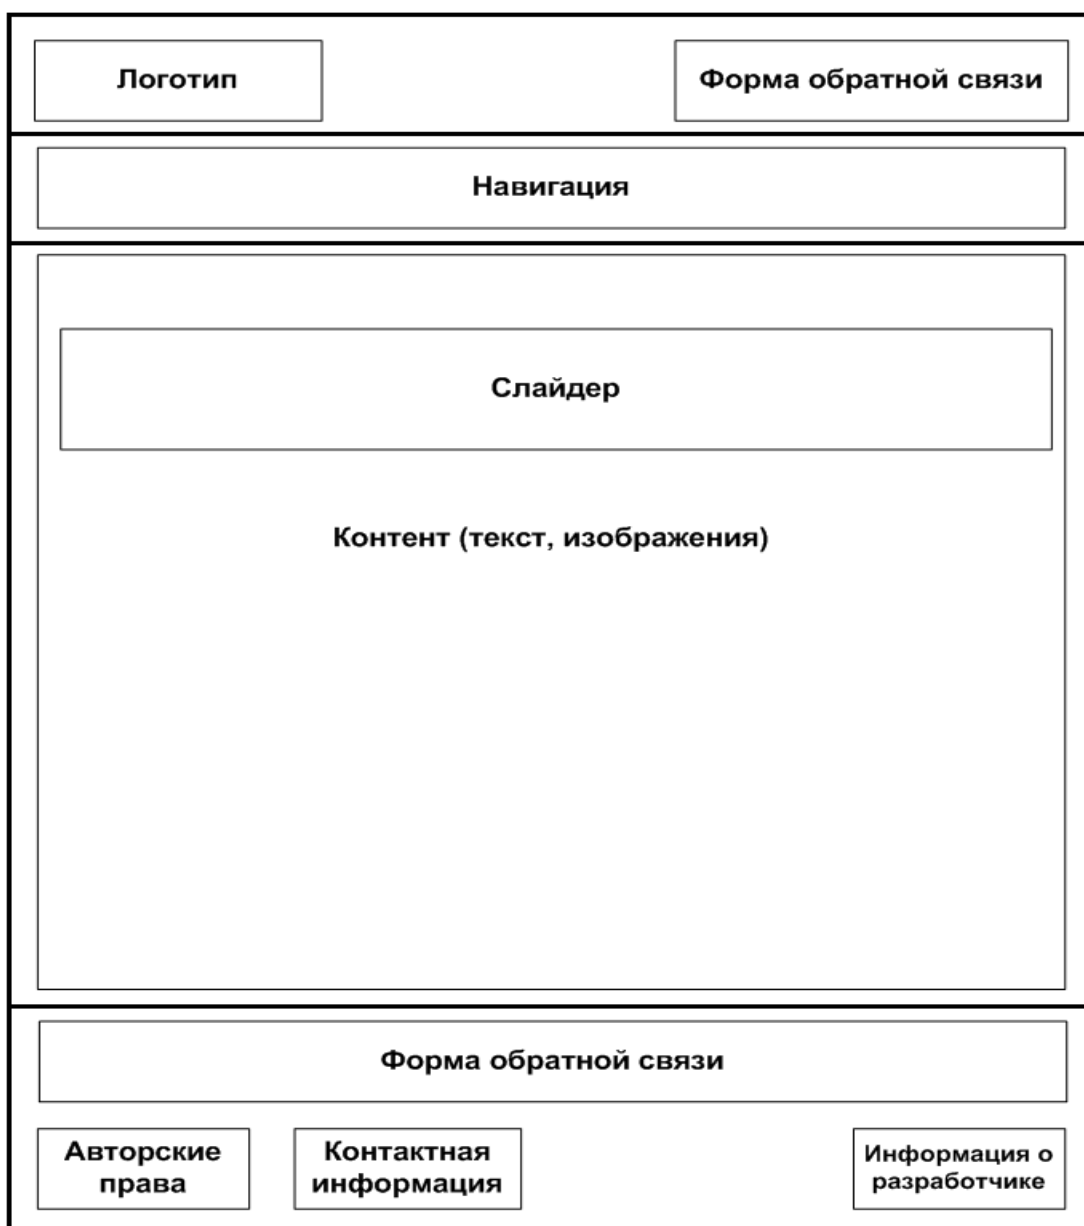 Логотип
Форма обратной связи
Навигация
Слайдер
Контент (текст, изображения)
Форма обратной связи
Авторские
права
Контактная
информация
Информация о
разработчике